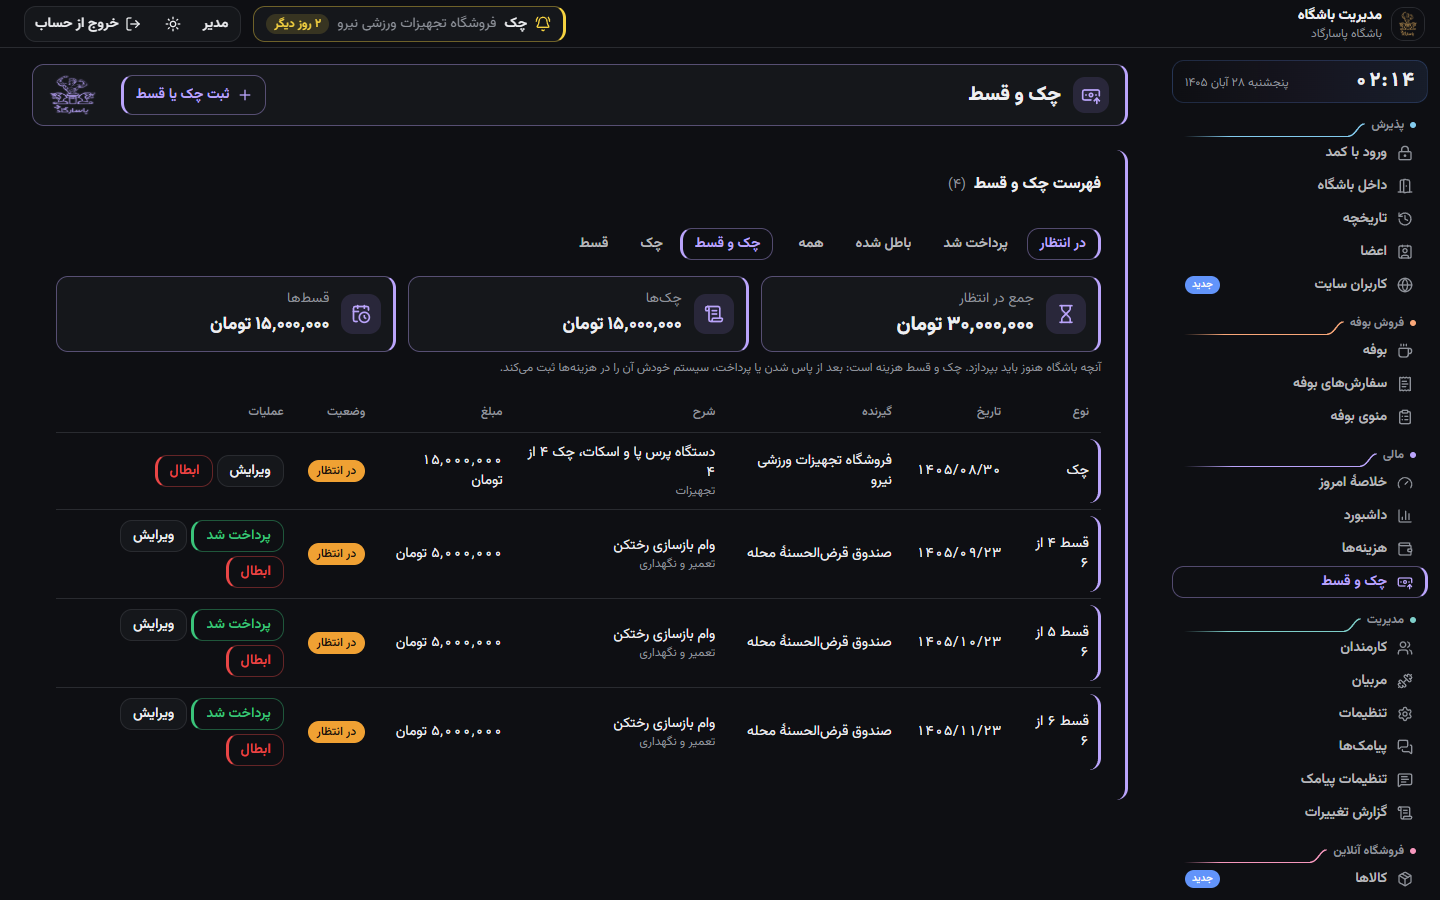 مدیریت باشگاه
باشگاه پاسارگاد
چک فروشگاه تجهیزات ورزشی نیرو ۲ روز دیگر
مدیر
خروج از حساب
۰۲:۱۴
پنجشنبه ۲۸ آبان ۱۴۰۵
پذیرش
ورود با کمد
داخل باشگاه
تاریخچه
اعضا
کاربران سایت جدید
فروش بوفه
بوفه
سفارش‌های بوفه
منوی بوفه
مالی
خلاصهٔ امروز
داشبورد
هزینه‌ها
چک و قسط
مدیریت
کارمندان
مربیان
تنظیمات
پیامک‌ها
تنظیمات پیامک
گزارش تغییرات
فروشگاه آنلاین
کالاها جدید
چک و قسط
ثبت چک یا قسط
پاسارگاد
فهرست چک و قسط (۴)
در انتظار پرداخت شد باطل شده همه چک و قسط چک قسط
جمع در انتظار
۳۰,۰۰۰,۰۰۰ تومان
چک‌ها
۱۵,۰۰۰,۰۰۰ تومان
قسط‌ها
۱۵,۰۰۰,۰۰۰ تومان
آنچه باشگاه هنوز باید بپردازد. چک و قسط هزینه است: بعد از پاس شدن یا پرداخت، سیستم خودش آن را در هزینه‌ها ثبت می‌کند.
نوع تاریخ گیرنده شرح مبلغ وضعیت عملیات
چک ۱۴۰۵/۰۸/۳۰ فروشگاه تجهیزات ورزشی نیرو دستگاه پرس پا و اسکات، چک ۴ از ۴ تجهیزات ۱۵,۰۰۰,۰۰۰ تومان در انتظار ویرایش ابطال
قسط ۴ از ۶ ۱۴۰۵/۰۹/۲۳ صندوق قرض‌الحسنهٔ محله وام بازسازی رختکن تعمیر و نگهداری ۵,۰۰۰,۰۰۰ تومان در انتظار پرداخت شد ویرایش ابطال
قسط ۵ از ۶ ۱۴۰۵/۱۰/۲۳ صندوق قرض‌الحسنهٔ محله وام بازسازی رختکن تعمیر و نگهداری ۵,۰۰۰,۰۰۰ تومان در انتظار پرداخت شد ویرایش ابطال
قسط ۶ از ۶ ۱۴۰۵/۱۱/۲۳ صندوق قرض‌الحسنهٔ محله وام بازسازی رختکن تعمیر و نگهداری ۵,۰۰۰,۰۰۰ تومان در انتظار پرداخت شد ویرایش ابطال